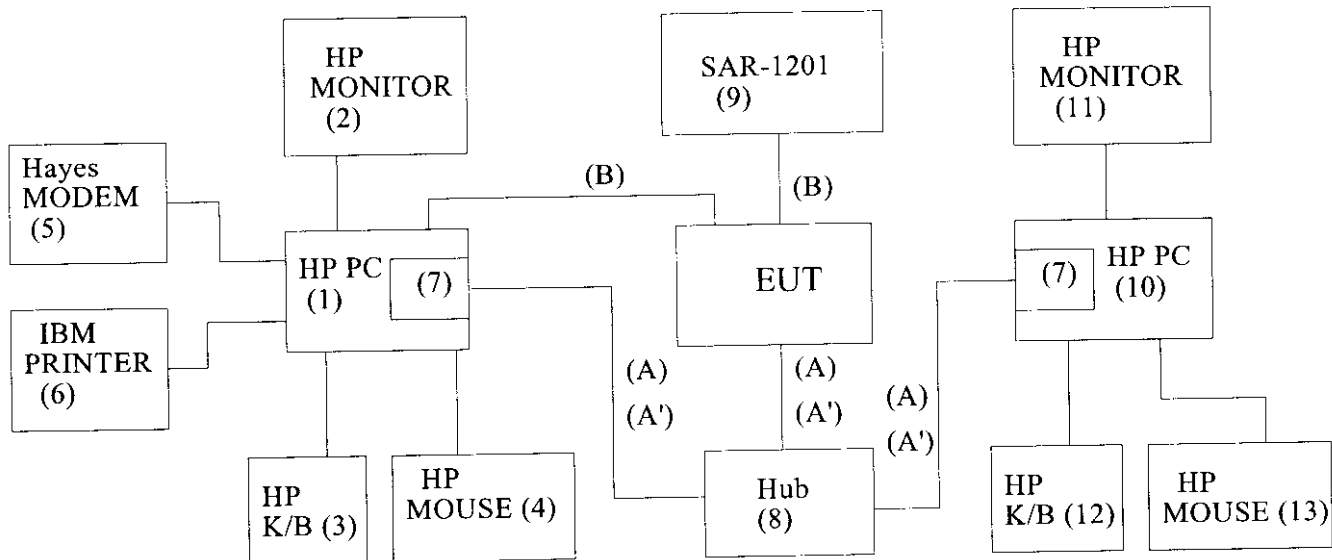 HP
MONITOR
(2)
SAR-1201
(9)
HP
MONITOR
(11)
Hayes
MODEM
(5)
(B)
(B)
HP PC
(1)
(7)
EUT
(7)
HP PC
(10)
IBM
PRINTER
(6)
(A)
(A')
(A)
(A')
(A)
(A')
HP
K/B (3)
HP
MOUSE (4)
Hub
(8)
HP
K/B (12)
HP
MOUSE (13)